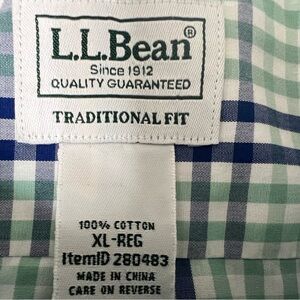 L.L.Bean®
Since 1912
QUALITY GUARANTEED
TRADITIONAL FIT
100% COTTON
XL-REG
ItemID 280483
MADE IN CHINA
CARE ON REVERSE